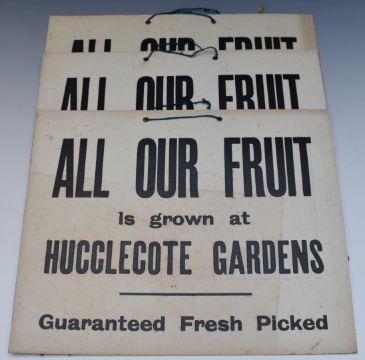 ALL OUR FRUIT
ALL OUR FRUIT
ALL OUR FRUIT
Is grown at
HUCCLECOTE GARDENS
Guaranteed Fresh Picked